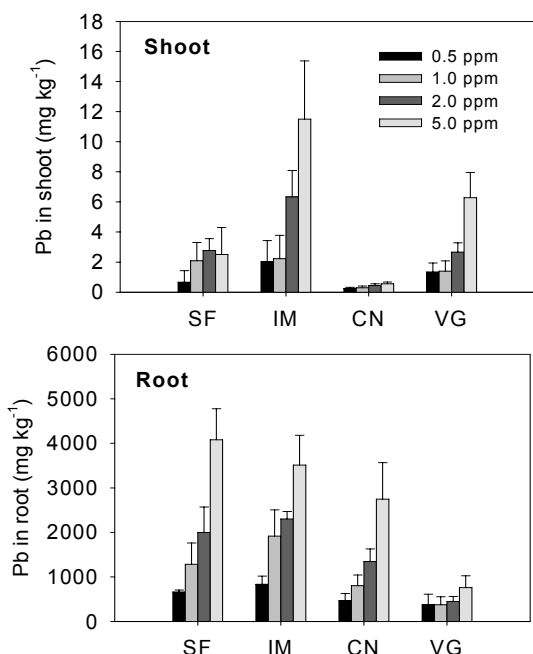 Shoot
0.5 ppm
1.0 ppm
2.0 ppm
5.0 ppm
Pb in shoot (mg kg⁻¹)
18
16
14
12
10
8
6
4
2
0
SF IM CN VG
Root
Pb in root (mg kg⁻¹)
6000
5000
4000
3000
2000
1000
0
SF IM CN VG